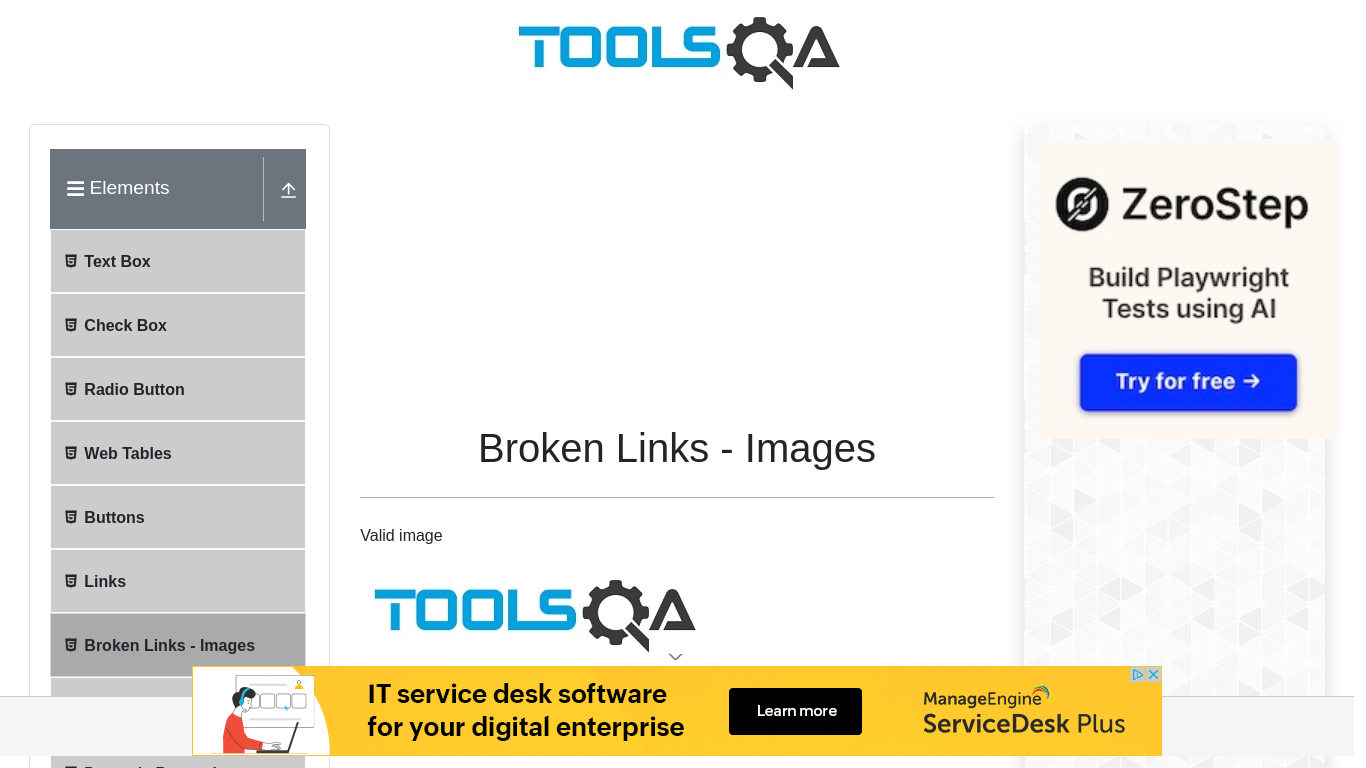 TOOLSQA
Elements
Text Box
Check Box
Radio Button
Web Tables
Buttons
Links
Broken Links - Images
Broken Links - Images
Valid image
TOOLSQA
ZeroStep
Build Playwright
Tests using AI
Try for free →
IT service desk software
for your digital enterprise
Learn more
ManageEngine
ServiceDesk Plus